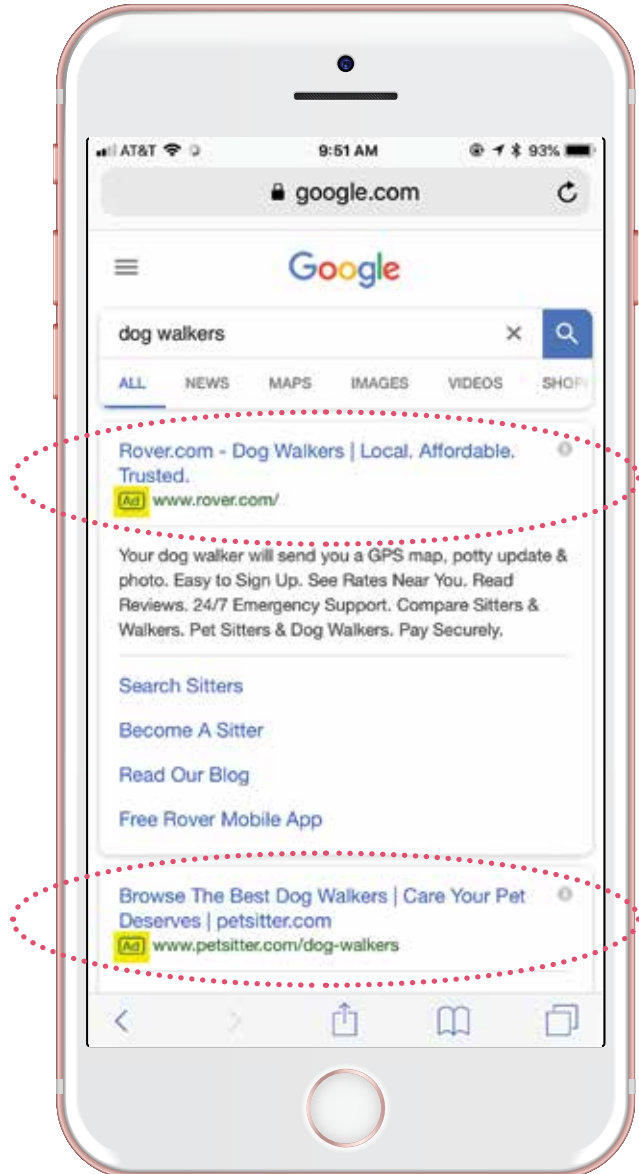 AT&T 9:51 AM 93%
google.com
Google
dog walkers
ALL NEWS MAPS IMAGES VIDEOS
Rover.com - Dog Walkers | Local. Affordable.
Trusted.
Ad www.rover.com/
Your dog walker will send you a GPS map, potty update &
photo. Easy to Sign Up. See Rates Near You. Read
Reviews. 24/7 Emergency Support. Compare Sitters &
Walkers. Pet Sitters & Dog Walkers. Pay Securely.
Search Sitters
Become A Sitter
Read Our Blog
Free Rover Mobile App
Browse The Best Dog Walkers | Care Your Pet
Deserves | petsitter.com
Ad www.petsitter.com/dog-walkers